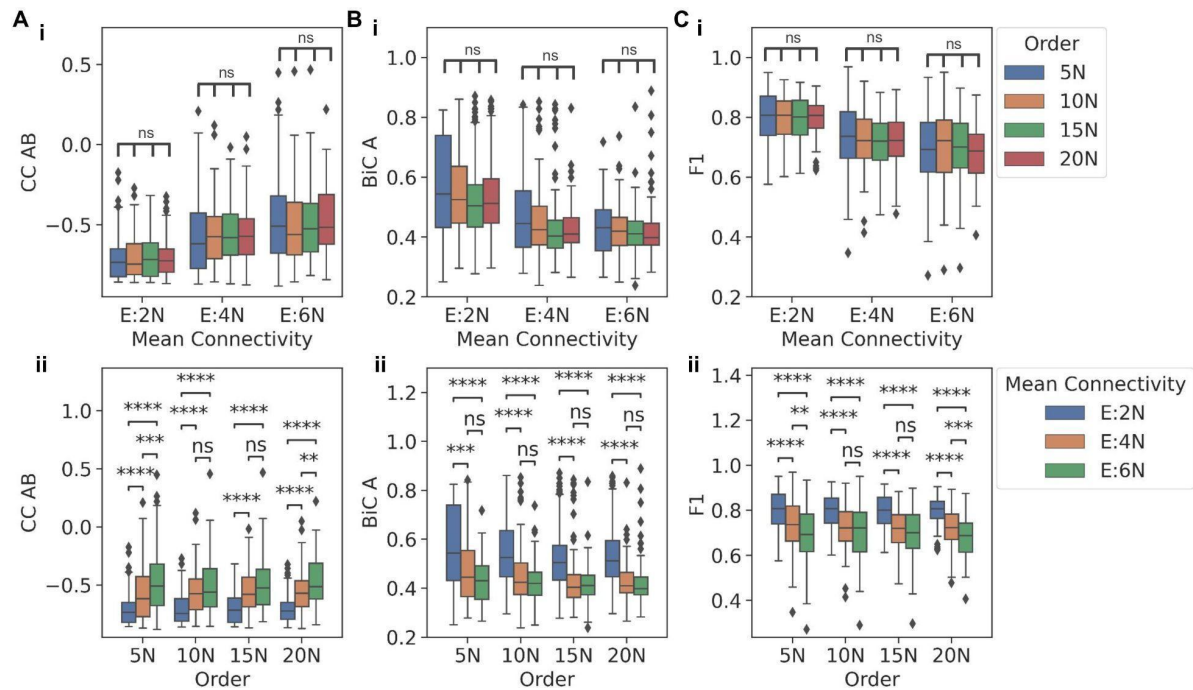 A
i
ns
ns
ns
0.5
0.0
−0.5
CC AB
E:2N
E:4N
E:6N
Mean Connectivity
B
i
ns
ns
ns
1.0
0.8
0.6
0.4
0.2
BiC A
E:2N
E:4N
E:6N
Mean Connectivity
C
i
ns
ns
ns
1.0
0.8
0.6
0.4
0.2
F1
E:2N
E:4N
E:6N
Mean Connectivity
Order
5N
10N
15N
20N
ii
****
****
****
****
***
****
ns
****
ns
****
**
****
1.0
0.5
0.0
−0.5
CC AB
5N
10N
15N
20N
Order
ii
****
****
****
****
ns
***
****
ns
ns
****
ns
****
1.2
1.0
0.8
0.6
0.4
0.2
BiC A
5N
10N
15N
20N
Order
ii
****
****
****
****
**
****
****
ns
ns
****
***
****
1.4
1.2
1.0
0.8
0.6
0.4
F1
5N
10N
15N
20N
Order
Mean Connectivity
E:2N
E:4N
E:6N